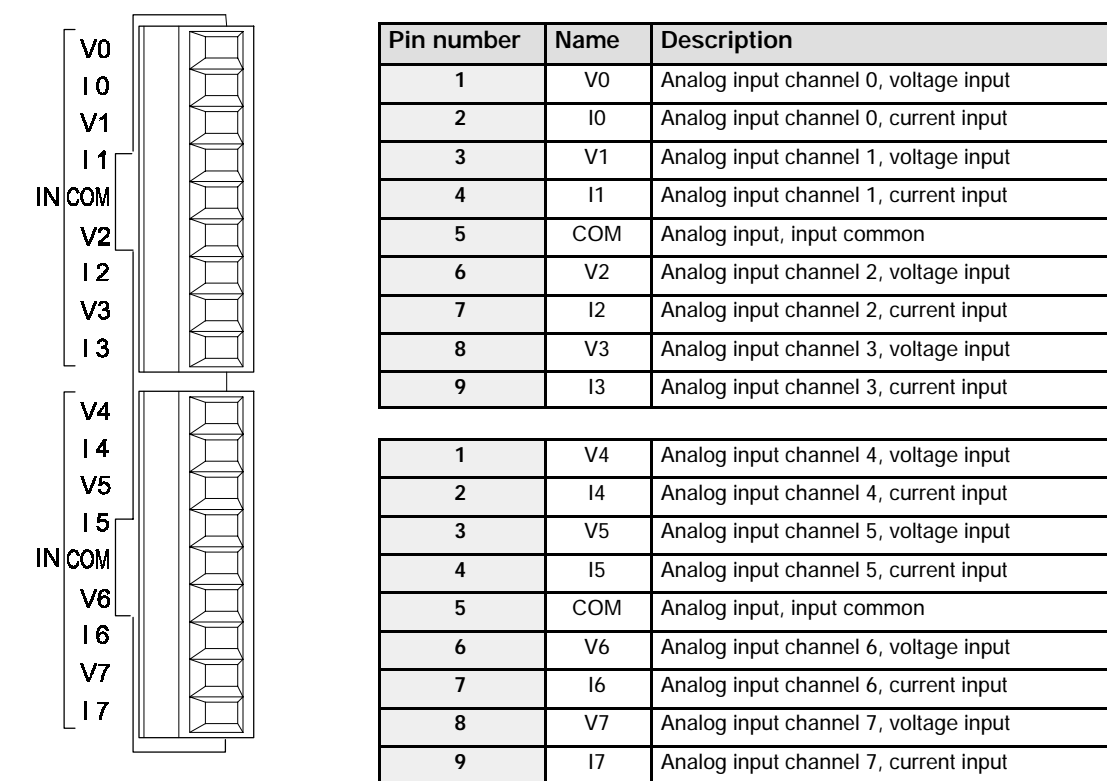 V0
I 0
V1
I 1
IN COM
V2
I 2
V3
I 3
V4
I 4
V5
I 5
IN COM
V6
I 6
V7
I 7
Pin number Name Description
1 V0 Analog input channel 0, voltage input
2 I0 Analog input channel 0, current input
3 V1 Analog input channel 1, voltage input
4 I1 Analog input channel 1, current input
5 COM Analog input, input common
6 V2 Analog input channel 2, voltage input
7 I2 Analog input channel 2, current input
8 V3 Analog input channel 3, voltage input
9 I3 Analog input channel 3, current input
1 V4 Analog input channel 4, voltage input
2 I4 Analog input channel 4, current input
3 V5 Analog input channel 5, voltage input
4 I5 Analog input channel 5, current input
5 COM Analog input, input common
6 V6 Analog input channel 6, voltage input
7 I6 Analog input channel 6, current input
8 V7 Analog input channel 7, voltage input
9 I7 Analog input channel 7, current input